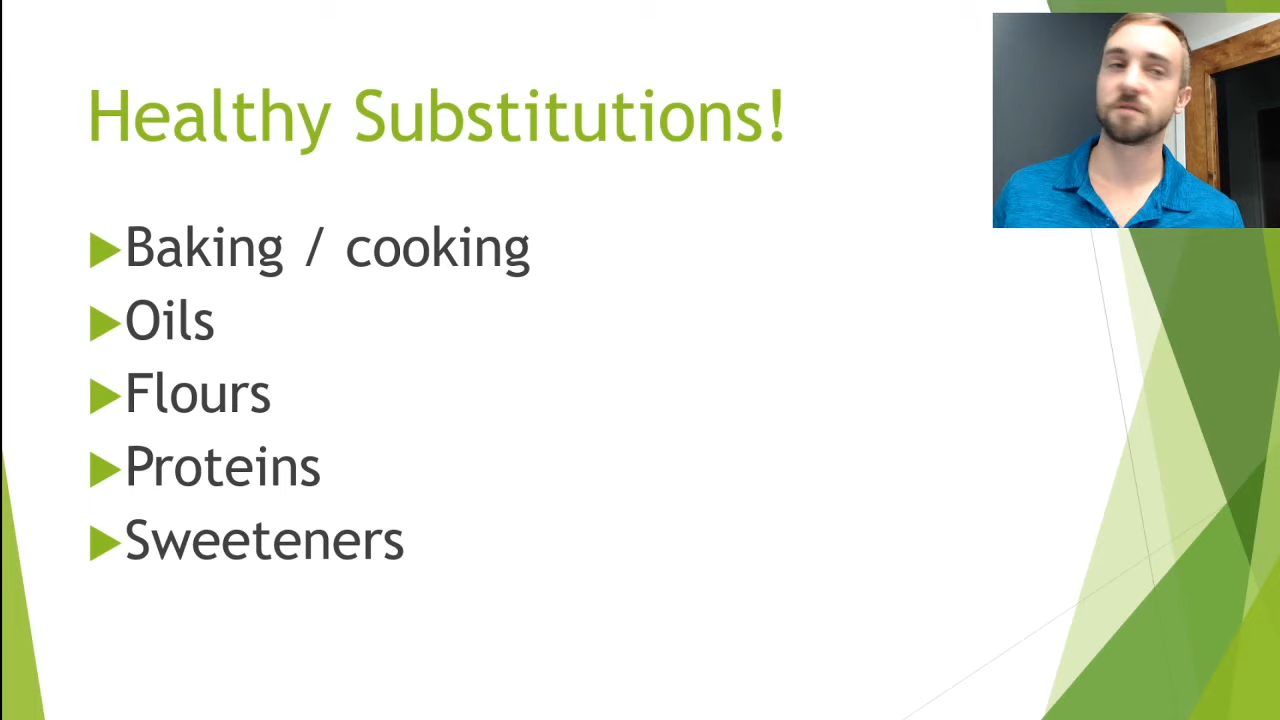 Healthy Substitutions!
Baking / cooking
Oils
Flours
Proteins
Sweeteners